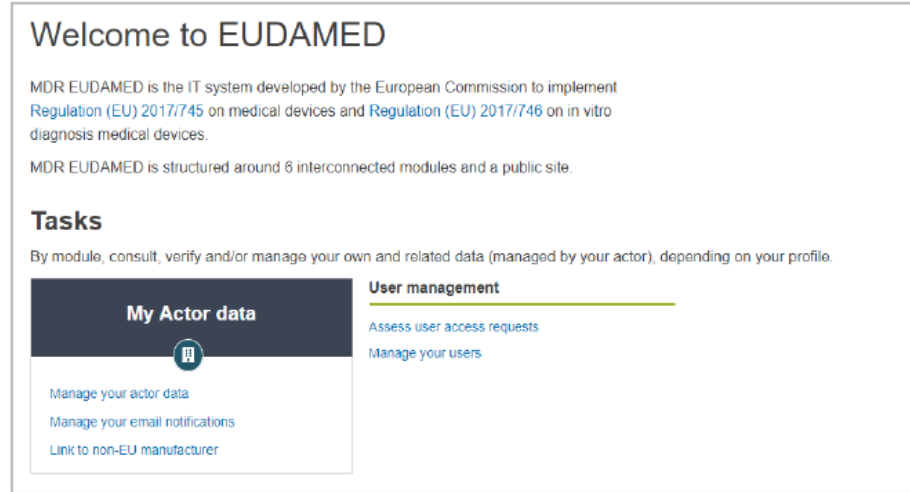 Welcome to EUDAMED
MDR EUDAMED is the IT system developed by the European Commission to implement
Regulation (EU) 2017/745 on medical devices and Regulation (EU) 2017/746 on in vitro
diagnosis medical devices.
MDR EUDAMED is structured around 6 interconnected modules and a public site.
Tasks
By module, consult, verify and/or manage your own and related data (managed by your actor), depending on your profile.
My Actor data
Manage your actor data
Manage your email notifications
Link to non-EU manufacturer
User management
Assess user access requests
Manage your users